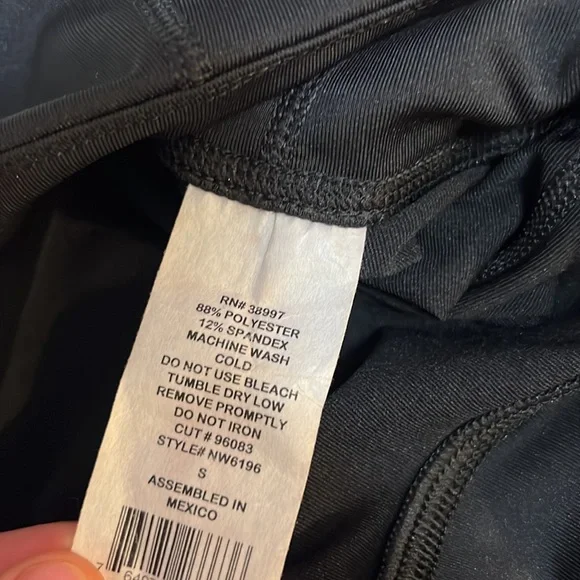 RN# 38997
88% POLYESTER
12% SPANDEX
MACHINE WASH
COLD
DO NOT USE BLEACH
TUMBLE DRY LOW
REMOVE PROMPTLY
DO NOT IRON
CUT # 96083
STYLE# NW6196
S
ASSEMBLED IN
MEXICO